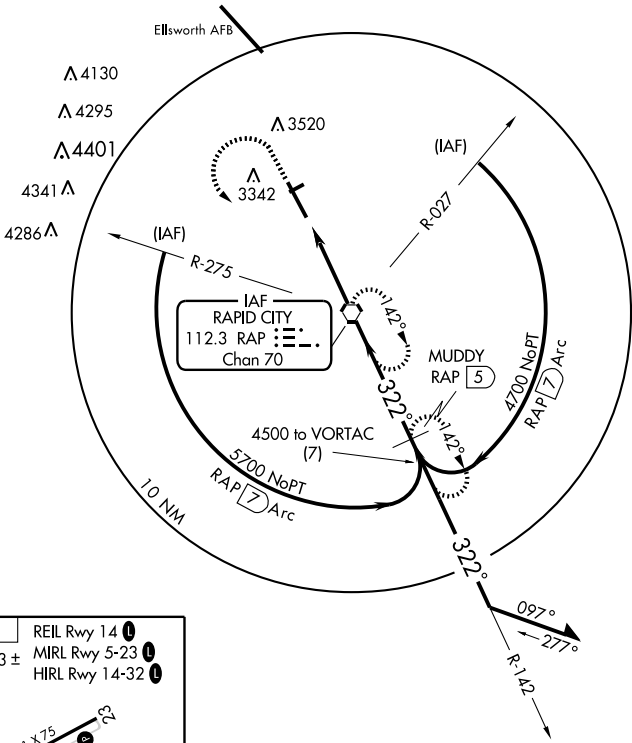 Ellsworth AFB
4130
4295
4401
4341
4286
3520
3342
(IAF)
R-027
(IAF)
R-275
IAF
RAPID CITY
112.3 RAP
Chan 70
142°
MUDDY
RAP 5
322°
4700 NoPT
RAP 7 Arc
4500 to VORTAC
(7)
142°
5700 NoPT
RAP 7 Arc
10 NM
322°
097°
277°
R-142
REIL Rwy 14 L
3 ± MIRL Rwy 5-23 L
HIRL Rwy 14-32 L
X75
23
P